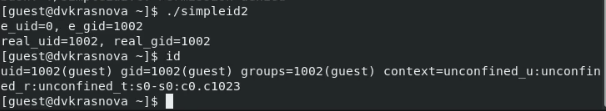 [guest@dvkrasnova ~]$ ./simpleid2
e_uid=0, e_gid=1002
real_uid=1002, real_gid=1002
[guest@dvkrasnova ~]$ id
uid=1002(guest) gid=1002(guest) groups=1002(guest) context=unconfined_u:unconfin
ed_r:unconfined_t:s0-s0:c0.c1023
[guest@dvkrasnova ~]$